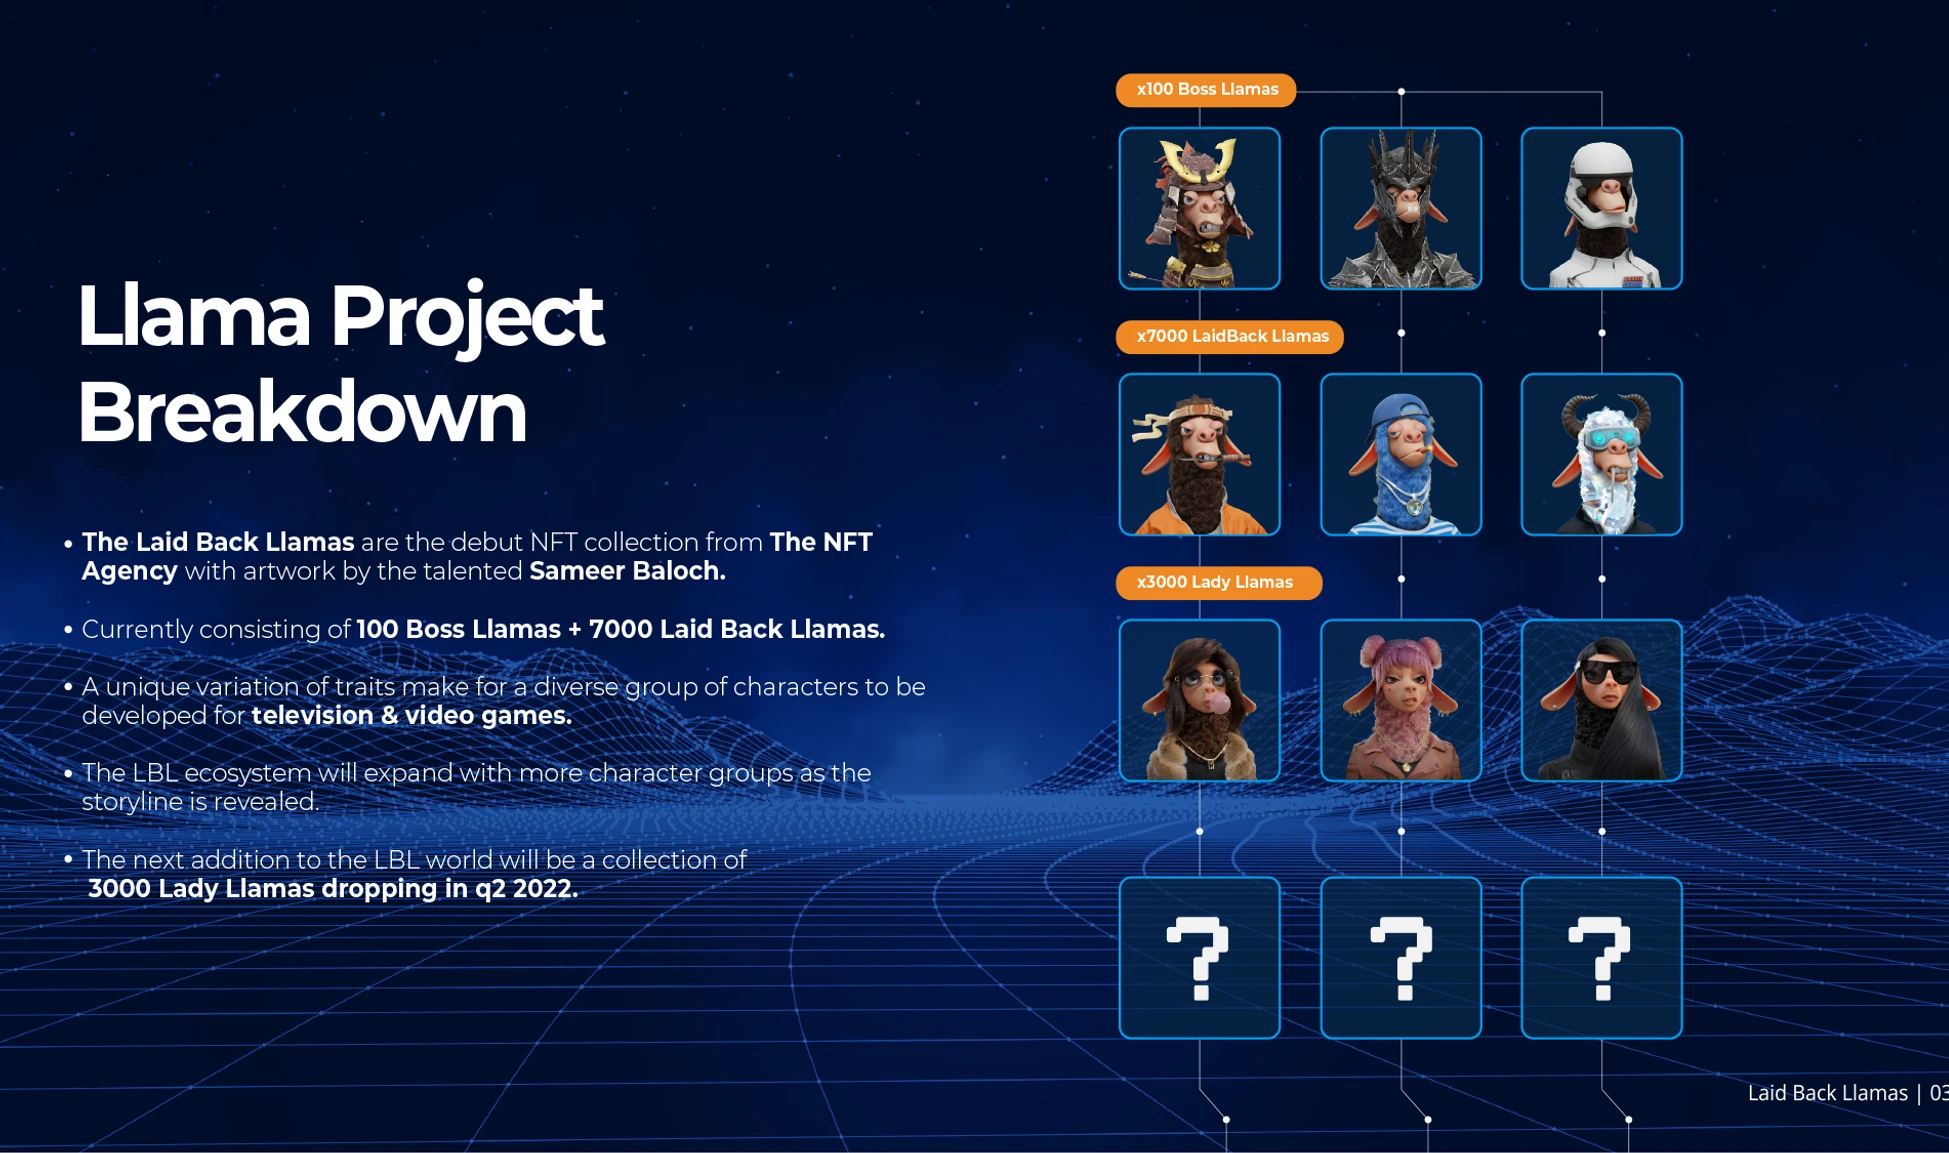 Llama Project
Breakdown
• The Laid Back Llamas are the debut NFT collection from The NFT
Agency with artwork by the talented Sameer Baloch.
• Currently consisting of 100 Boss Llamas + 7000 Laid Back Llamas.
• A unique variation of traits make for a diverse group of characters to be
developed for television & video games.
• The LBL ecosystem will expand with more character groups as the
storyline is revealed.
• The next addition to the LBL world will be a collection of
3000 Lady Llamas dropping in q2 2022.
x100 Boss Llamas
x7000 LaidBack Llamas
x3000 Lady Llamas
? ? ?
Laid Back Llamas | 03